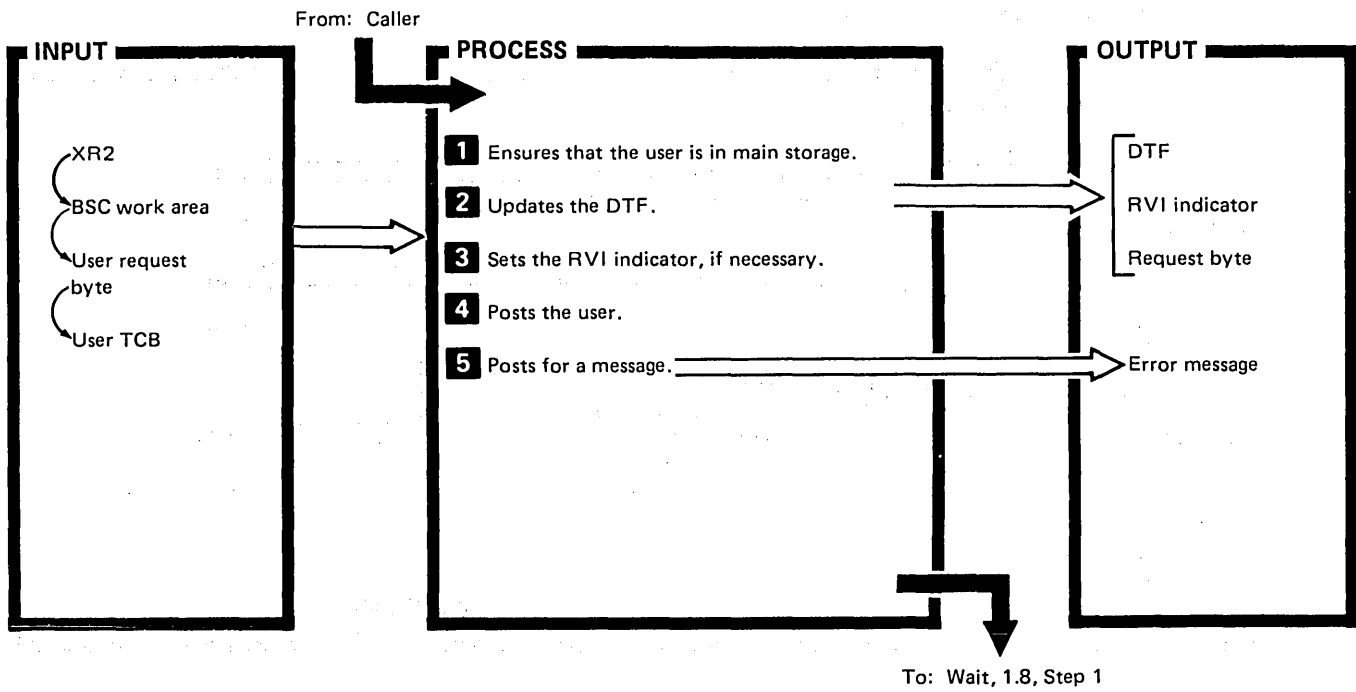 From: Caller
INPUT
XR2
BSC work area
User request
byte
User TCB
PROCESS
1 Ensures that the user is in main storage.
2 Updates the DTF.
3 Sets the RVI indicator, if necessary.
4 Posts the user.
5 Posts for a message.
OUTPUT
DTF
RVI indicator
Request byte
Error message
To: Wait, 1.8, Step 1